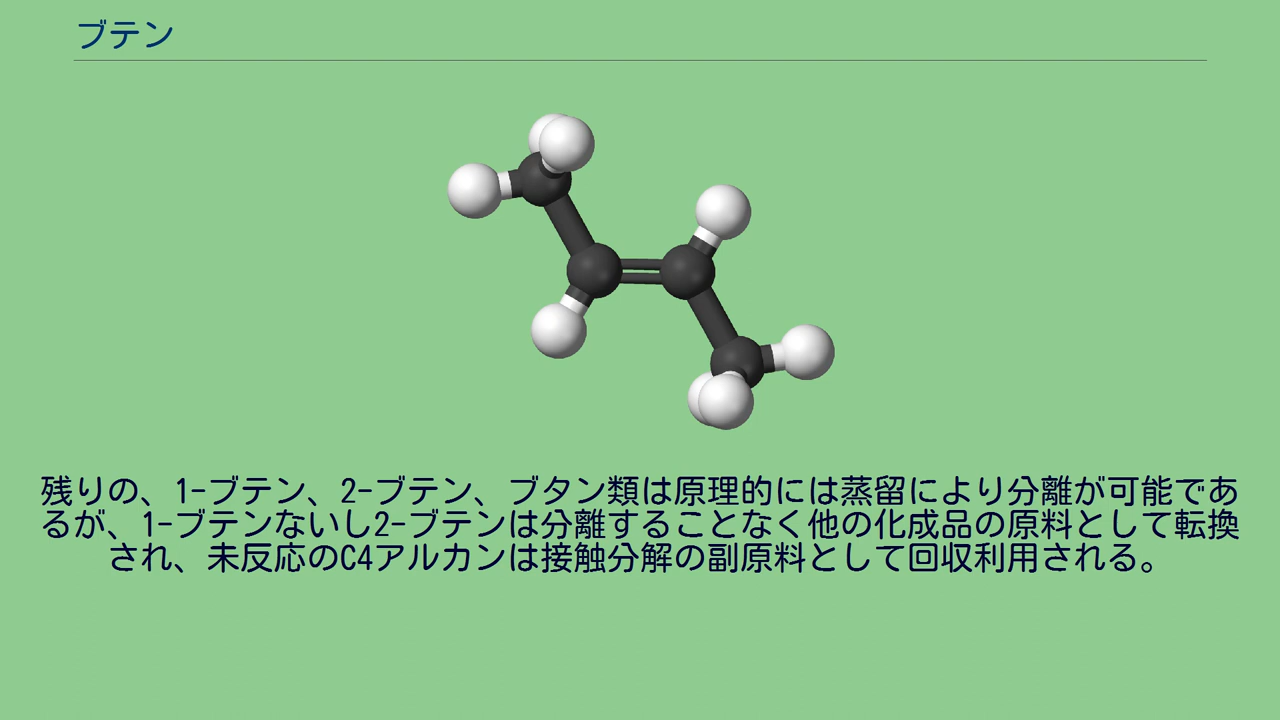 ブテン
残りの、1-ブテン、2-ブテン、ブタン類は原理的には蒸留により分離が可能であ
るが、1-ブテンないし2-ブテンは分離することなく他の化成品の原料として転換
され、未反応のC4アルカンは接触分解の副原料として回収利用される。